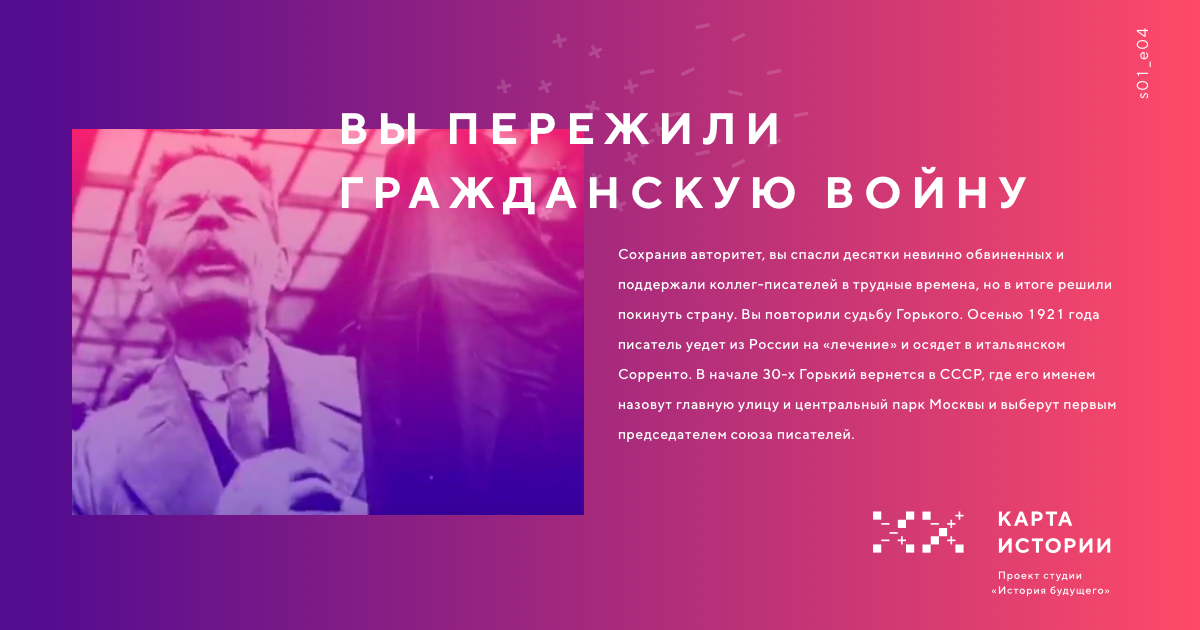 s01_e04
ВЫ ПЕРЕЖИЛИ
ГРАЖДАНСКУЮ ВОЙНУ
Сохранив авторитет, вы спасли десятки невинно обвиненных и
поддержали коллег-писателей в трудные времена, но в итоге решили
покинуть страну. Вы повторили судьбу Горького. Осенью 1921 года
писатель уедет из России на «лечение» и осядет в итальянском
Сорренто. В начале 30-х Горький вернется в СССР, где его именем
назовут главную улицу и центральный парк Москвы и выберут первым
председателем союза писателей.
КАРТА
ИСТОРИИ
Проект студии
«История будущего»